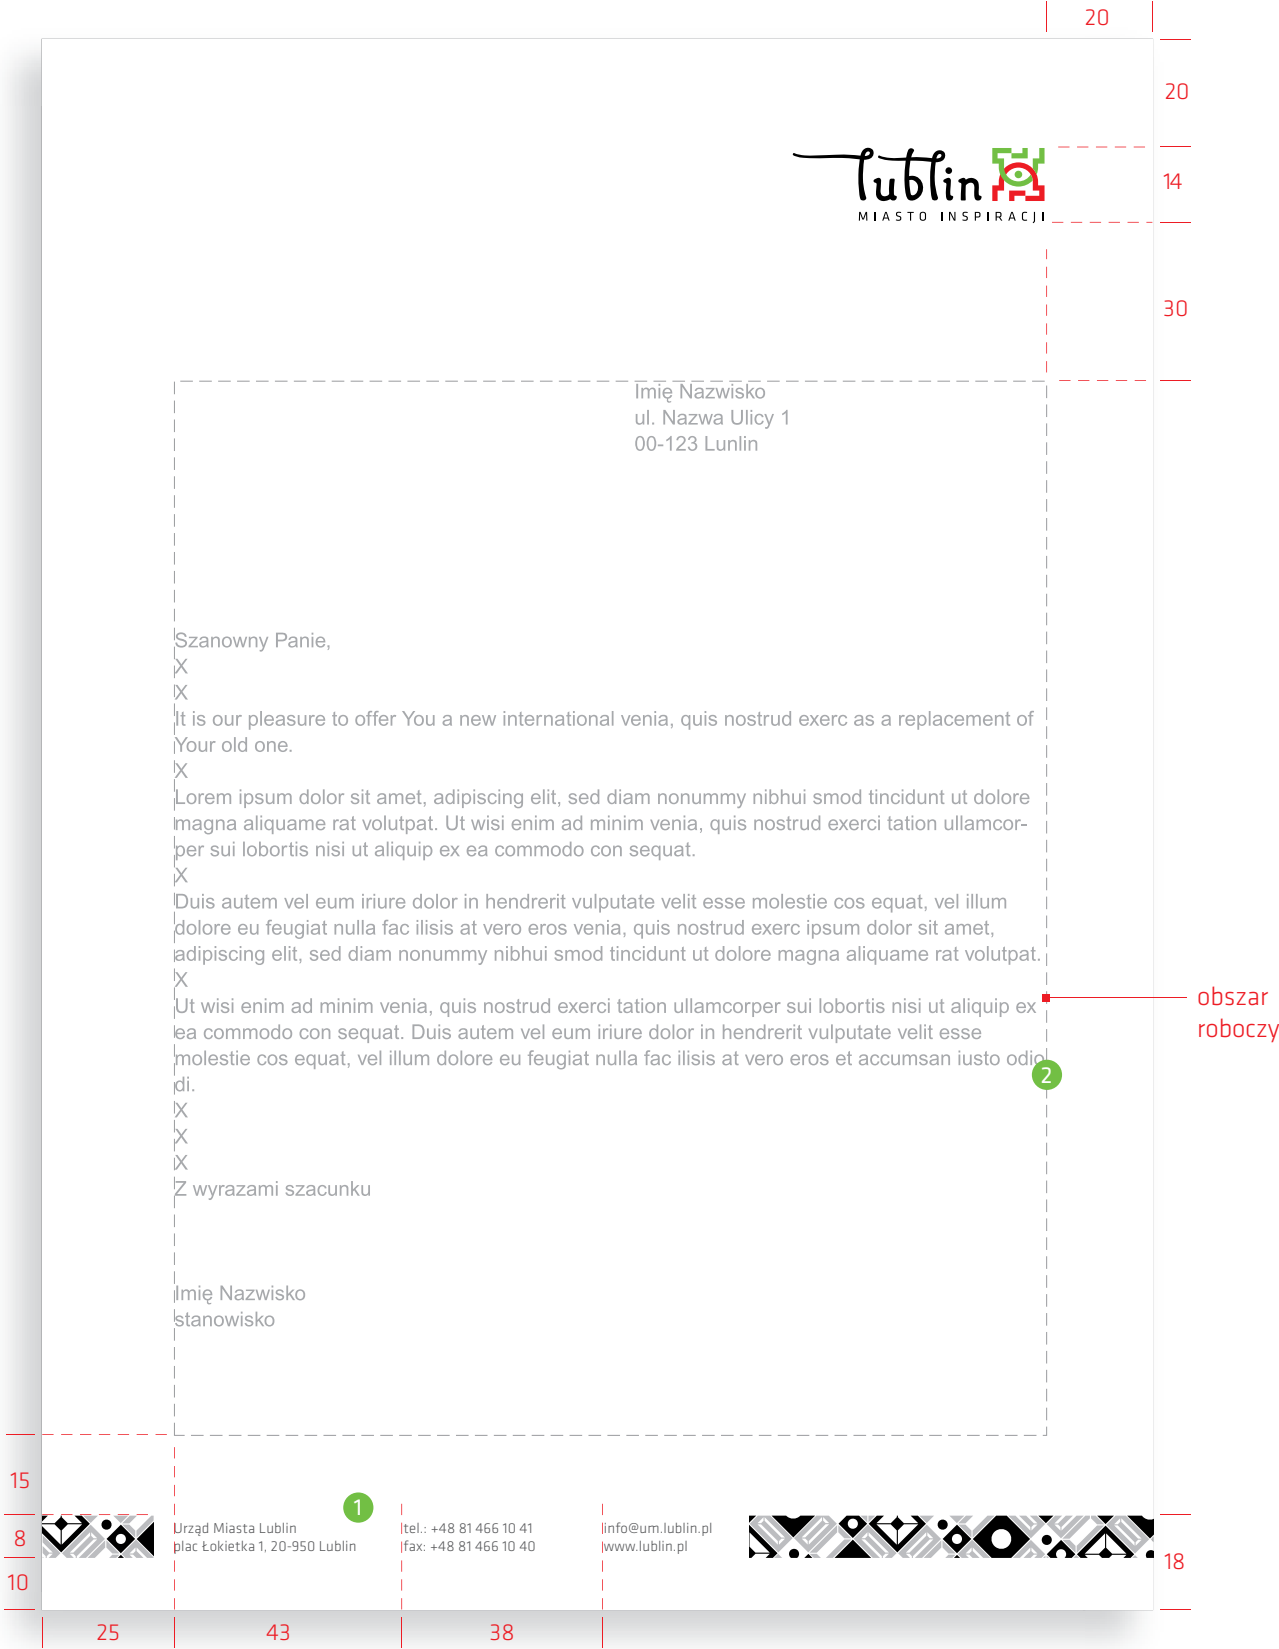 20
20
lublin
MIASTO INSPIRACJI
14
30
Imię Nazwisko
ul. Nazwa Ulicy 1
00-123 Lunlin
Szanowny Panie,
X
X
It is our pleasure to offer You a new international venia, quis nostrud exerc as a replacement of
Your old one.
X
Lorem ipsum dolor sit amet, adipiscing elit, sed diam nonummy nibhui smod tincidunt ut dolore
magna aliquame rat volutpat. Ut wisi enim ad minim venia, quis nostrud exerci tation ullamcor-
per sui lobortis nisi ut aliquip ex ea commodo con sequat.
X
Duis autem vel eum iriure dolor in hendrerit vulputate velit esse molestie cos equat, vel illum
dolore eu feugiat nulla fac ilisis at vero eros venia, quis nostrud exerc ipsum dolor sit amet,
adipiscing elit, sed diam nonummy nibhui smod tincidunt ut dolore magna aliquame rat volutpat.
X
Ut wisi enim ad minim venia, quis nostrud exerci tation ullamcorper sui lobortis nisi ut aliquip ex
ea commodo con sequat. Duis autem vel eum iriure dolor in hendrerit vulputate velit esse
molestie cos equat, vel illum dolore eu feugiat nulla fac ilisis at vero eros et accumsan iusto odio
di.
X
X
X
Z wyrazami szacunku
Imię Nazwisko
stanowisko
obszar
roboczy
2
15
8
10
1
Urząd Miasta Lublin
plac Łokietka 1, 20-950 Lublin
tel.: +48 81 466 10 41
fax: +48 81 466 10 40
info@um.lublin.pl
www.lublin.pl
18
25
43
38